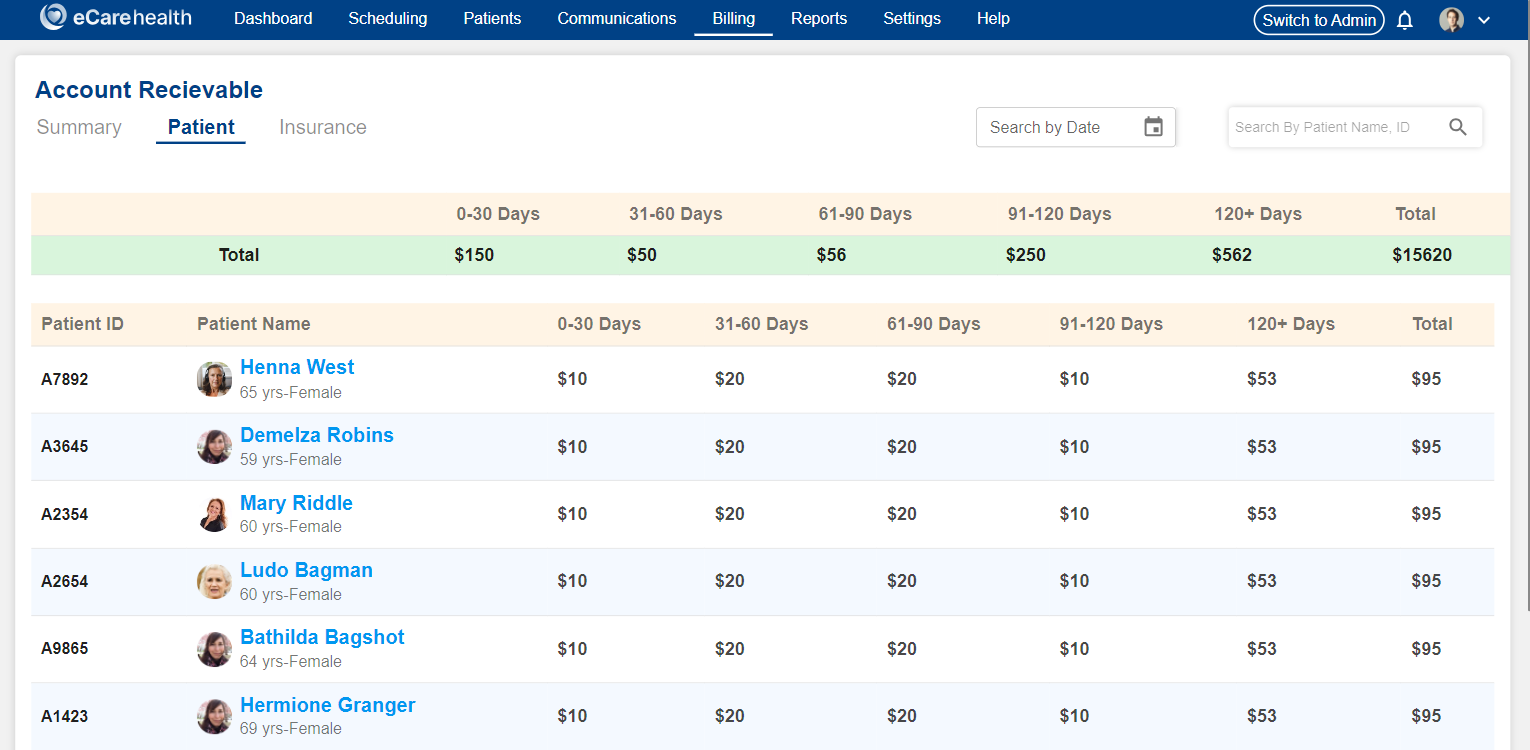 eCarehealth Dashboard Scheduling Patients Communications Billing Reports Settings Help Switch to Admin
Account Recievable
Summary Patient Insurance Search by Date Search By Patient Name, ID
0-30 Days 31-60 Days 61-90 Days 91-120 Days 120+ Days Total
Total $150 $50 $56 $250 $562 $15620
Patient ID Patient Name 0-30 Days 31-60 Days 61-90 Days 91-120 Days 120+ Days Total
A7892 Henna West $10 $20 $20 $10 $53 $95
65 yrs-Female
A3645 Demelza Robins $10 $20 $20 $10 $53 $95
59 yrs-Female
A2354 Mary Riddle $10 $20 $20 $10 $53 $95
60 yrs-Female
A2654 Ludo Bagman $10 $20 $20 $10 $53 $95
60 yrs-Female
A9865 Bathilda Bagshot $10 $20 $20 $10 $53 $95
64 yrs-Female
A1423 Hermione Granger $10 $20 $20 $10 $53 $95
69 yrs-Female